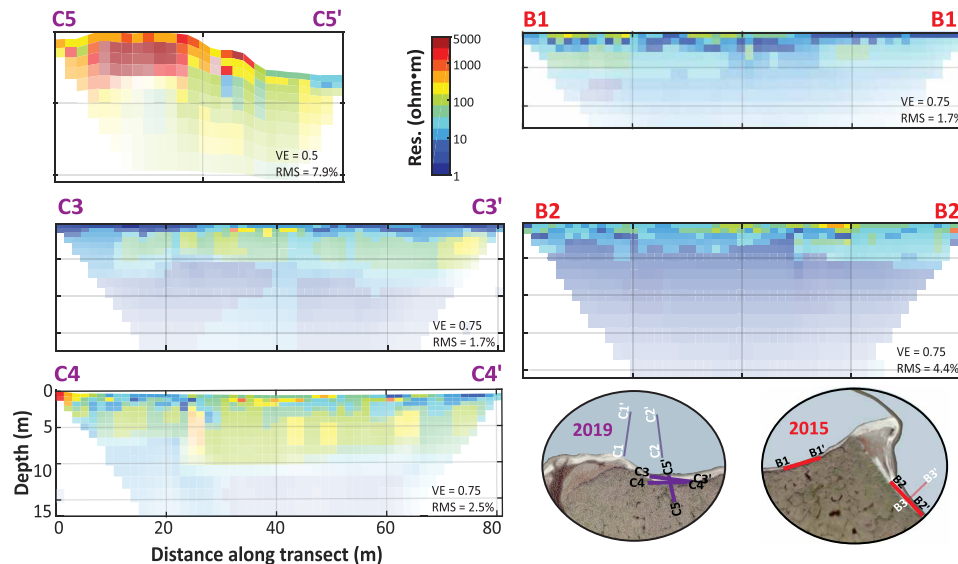 C5
C5'
VE = 0.5
RMS = 7.9%
5000
1000
100
10
1
Res. (ohm•m)
B1
B1'
VE = 0.75
RMS = 1.7%
C3
C3'
VE = 0.75
RMS = 1.7%
B2
B2'
VE = 0.75
RMS = 4.4%
C4
C4'
0
5
10
15
Depth (m)
VE = 0.75
RMS = 2.5%
0
20
40
60
80
Distance along transect (m)
2019
C1'
C2'
C1
C2
C5'
C3
C3'
C4
C4'
C5
2015
B1
B1'
B2
B3'
B3
B2'